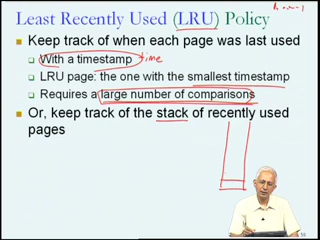 Least Recently Used (LRU) Policy
Keep track of when each page was last used
With a timestamp time
LRU page: the one with the smallest timestamp
Requires a large number of comparisons
Or, keep track of the stack of recently used
pages